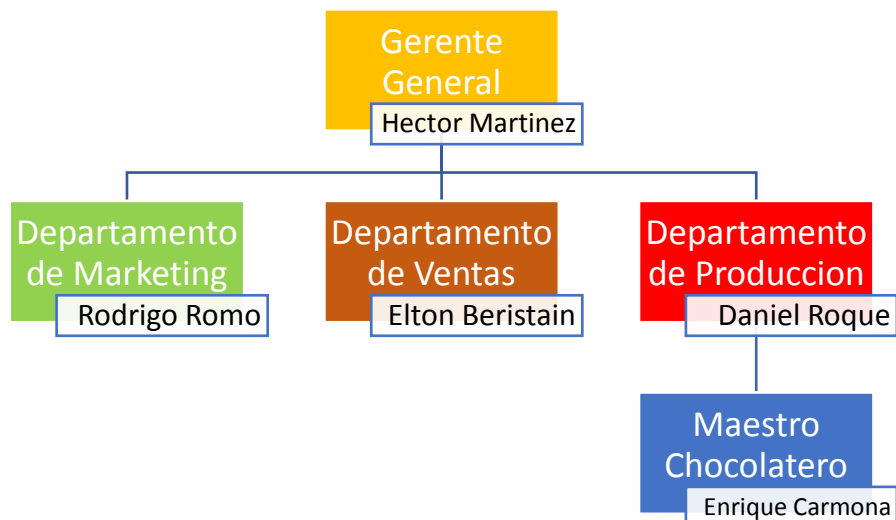 Gerente
General
Hector Martinez
Departamento
de Marketing
Rodrigo Romo
Departamento
de Ventas
Elton Beristain
Departamento
de Produccion
Daniel Roque
Maestro
Chocolatero
Enrique Carmona